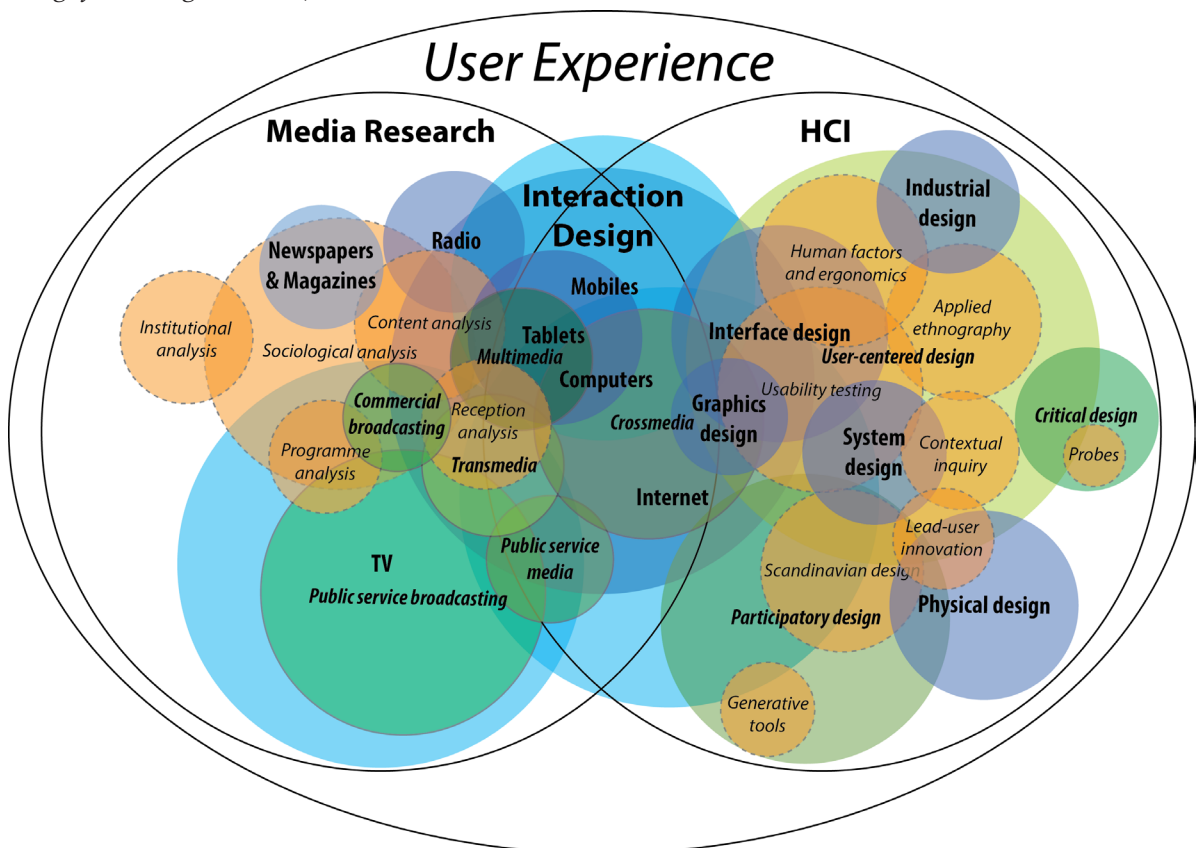 User Experience
Media Research
HCI
Interaction
Design
Industrial
design
Newspapers
& Magazines
Radio
Human factors
and ergonomics
Mobiles
Applied
ethnography
Institutional
analysis
Content analysis
Sociological analysis
Tablets
Multimedia
Interface design
User-centered design
Computers
Usability testing
Commercial
broadcasting
Reception
analysis
Crossmedia
Graphics
design
Critical design
Programme
analysis
Transmedia
System
design
Contextual
inquiry
Probes
Internet
Lead-user
innovation
Public service
media
TV
Public service broadcasting
Scandinavian design
Participatory design
Physical design
Generative
tools